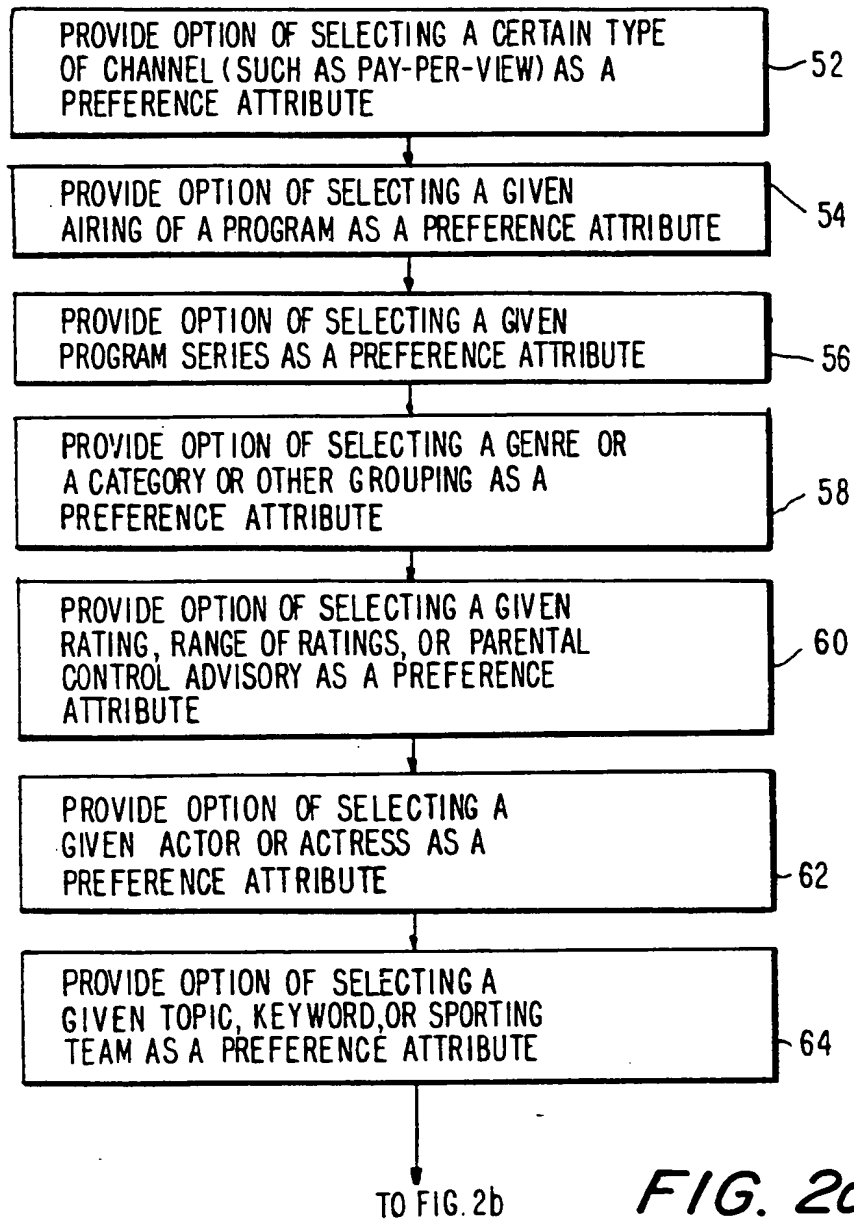 PROVIDE OPTION OF SELECTING A CERTAIN TYPE
OF CHANNEL (SUCH AS PAY-PER-VIEW) AS A
PREFERENCE ATTRIBUTE
52
PROVIDE OPTION OF SELECTING A GIVEN
AIRING OF A PROGRAM AS A PREFERENCE ATTRIBUTE
54
PROVIDE OPTION OF SELECTING A GIVEN
PROGRAM SERIES AS A PREFERENCE ATTRIBUTE
56
PROVIDE OPTION OF SELECTING A GENRE OR
A CATEGORY OR OTHER GROUPING AS A
PREFERENCE ATTRIBUTE
58
PROVIDE OPTION OF SELECTING A GIVEN
RATING, RANGE OF RATINGS, OR PARENTAL
CONTROL ADVISORY AS A PREFERENCE
ATTRIBUTE
60
PROVIDE OPTION OF SELECTING A
GIVEN ACTOR OR ACTRESS AS A
PREFERENCE ATTRIBUTE
62
PROVIDE OPTION OF SELECTING A
GIVEN TOPIC, KEYWORD, OR SPORTING
TEAM AS A PREFERENCE ATTRIBUTE
64
TO FIG. 2b
FIG.